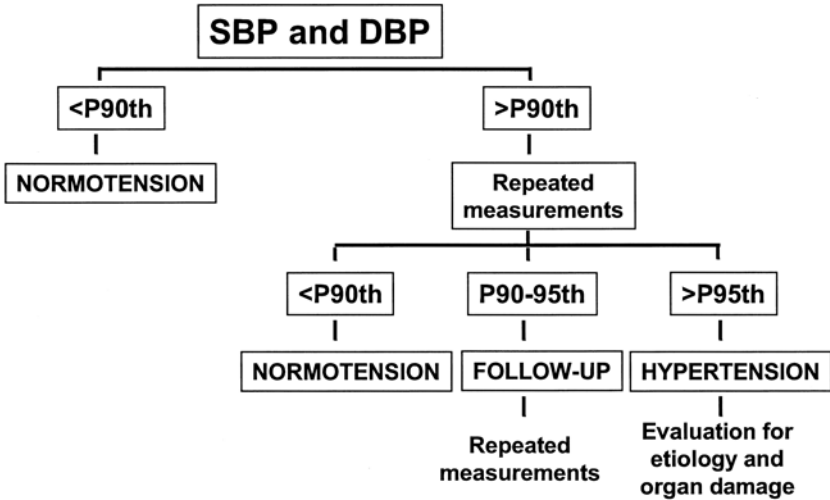 SBP and DBP
<P90th
>P90th
NORMOTENSION
Repeated
measurements
<P90th
P90-95th
>P95th
NORMOTENSION
FOLLOW-UP
HYPERTENSION
Repeated
measurements
Evaluation for
etiology and
organ damage